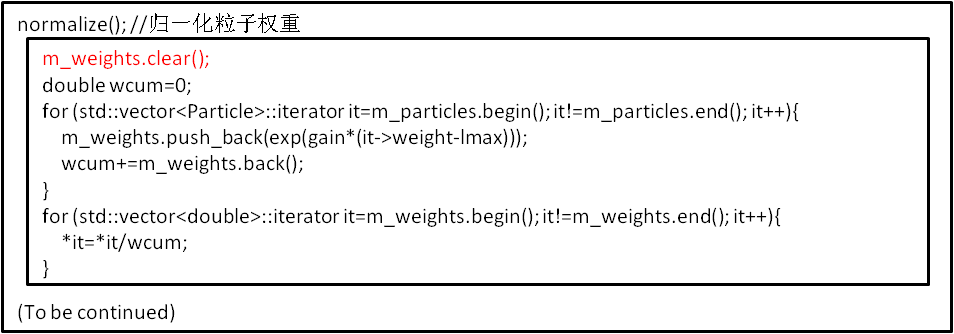 normalize(); //归一化粒子权重
m_weights.clear();
double wcum=0;
for (std::vector<Particle>::iterator it=m_particles.begin(); it!=m_particles.end(); it++){
m_weights.push_back(exp(gain*(it->weight-lmax)));
wcum+=m_weights.back();
}
for (std::vector<double>::iterator it=m_weights.begin(); it!=m_weights.end(); it++){
*it=*it/wcum;
}
(To be continued)